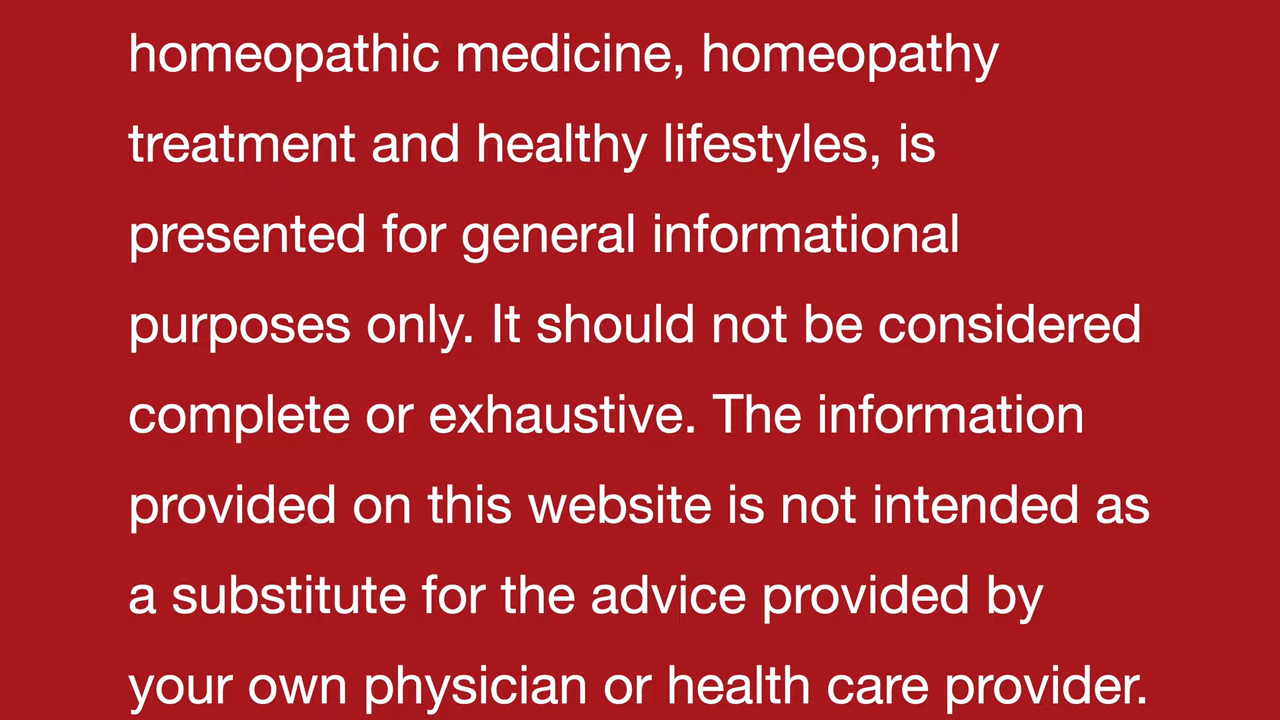 homeopathic medicine, homeopathy
treatment and healthy lifestyles, is
presented for general informational
purposes only. It should not be considered
complete or exhaustive. The information
provided on this website is not intended as
a substitute for the advice provided by
your own physician or health care provider.